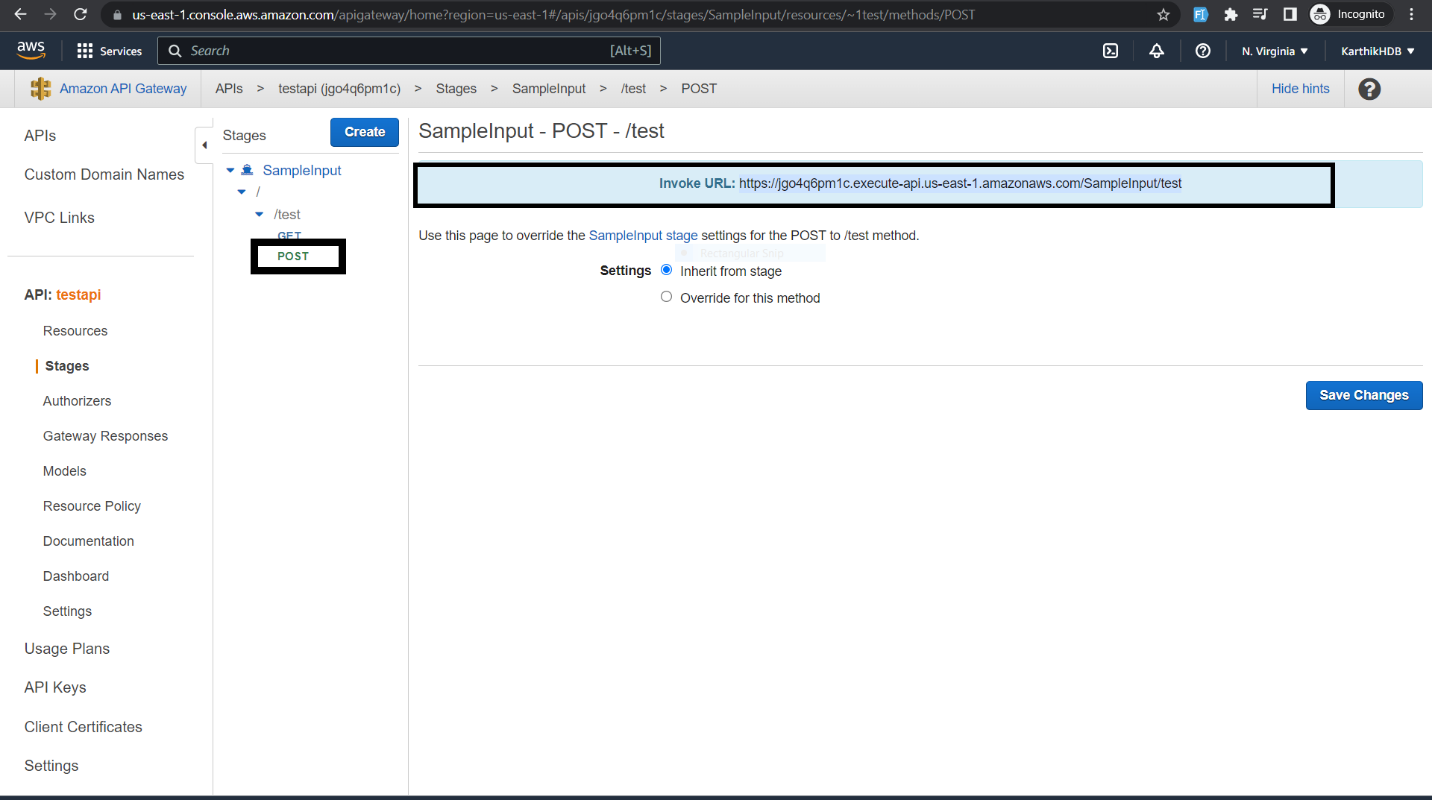 us-east-1.console.aws.amazon.com/apigateway/home?region=us-east-1#/apis/jgo4q6pm1c/stages/SampleInput/resources/~1test/methods/POST
Incognito
aws
Services
Search
[Alt+S]
N. Virginia
KarthikHDB
Amazon API Gateway
APIs > testapi (jgo4q6pm1c) > Stages > SampleInput > /test > POST
Hide hints
APIs
Custom Domain Names
VPC Links
API: testapi
Resources
Stages
Authorizers
Gateway Responses
Models
Resource Policy
Documentation
Dashboard
Settings
Usage Plans
API Keys
Client Certificates
Settings
Stages
Create
SampleInput
/
/test
GET
POST
SampleInput - POST - /test
Invoke URL: https://jgo4q6pm1c.execute-api.us-east-1.amazonaws.com/SampleInput/test
Use this page to override the SampleInput stage settings for the POST to /test method.
Rectangular Snip
Settings
Inherit from stage
Override for this method
Save Changes